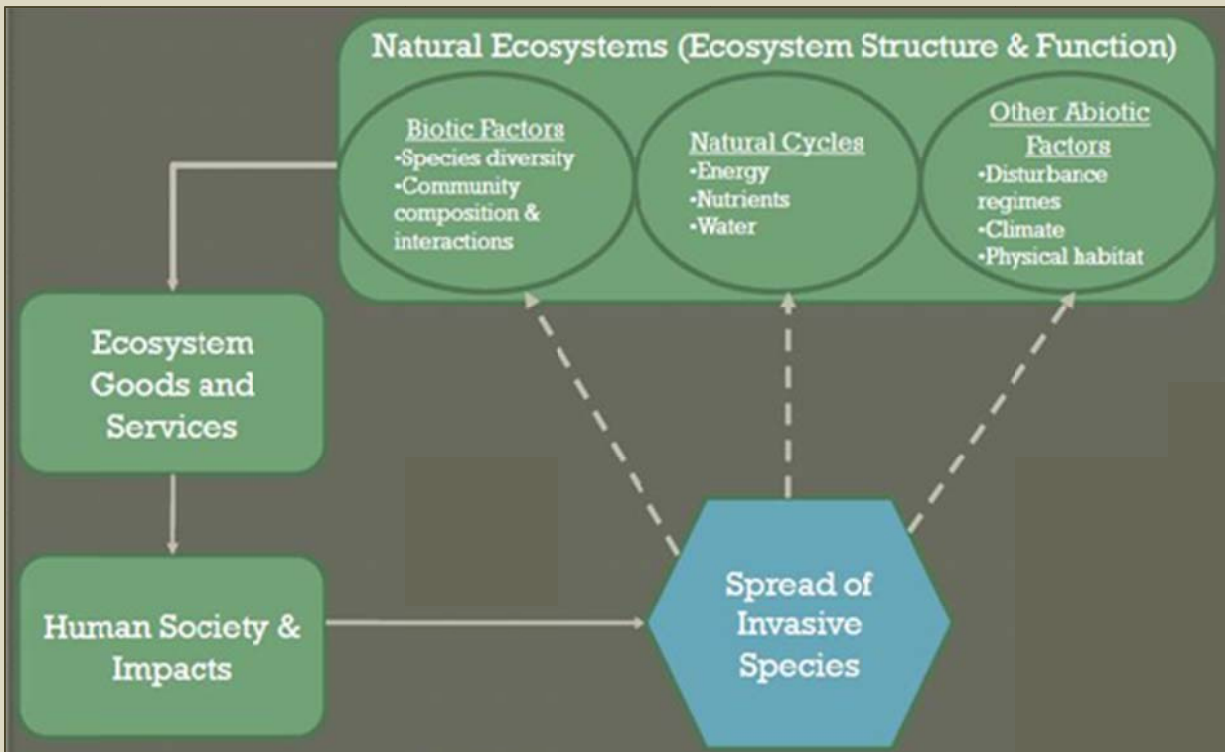 Natural Ecosystems (Ecosystem Structure & Function)
Biotic Factors
•Species diversity
•Community
composition &
interactions
Natural Cycles
•Energy
•Nutrients
•Water
Other Abiotic
Factors
•Disturbance
regimes
•Climate
•Physical habitat
Ecosystem
Goods and
Services
Human Society &
Impacts
Spread of
Invasive
Species